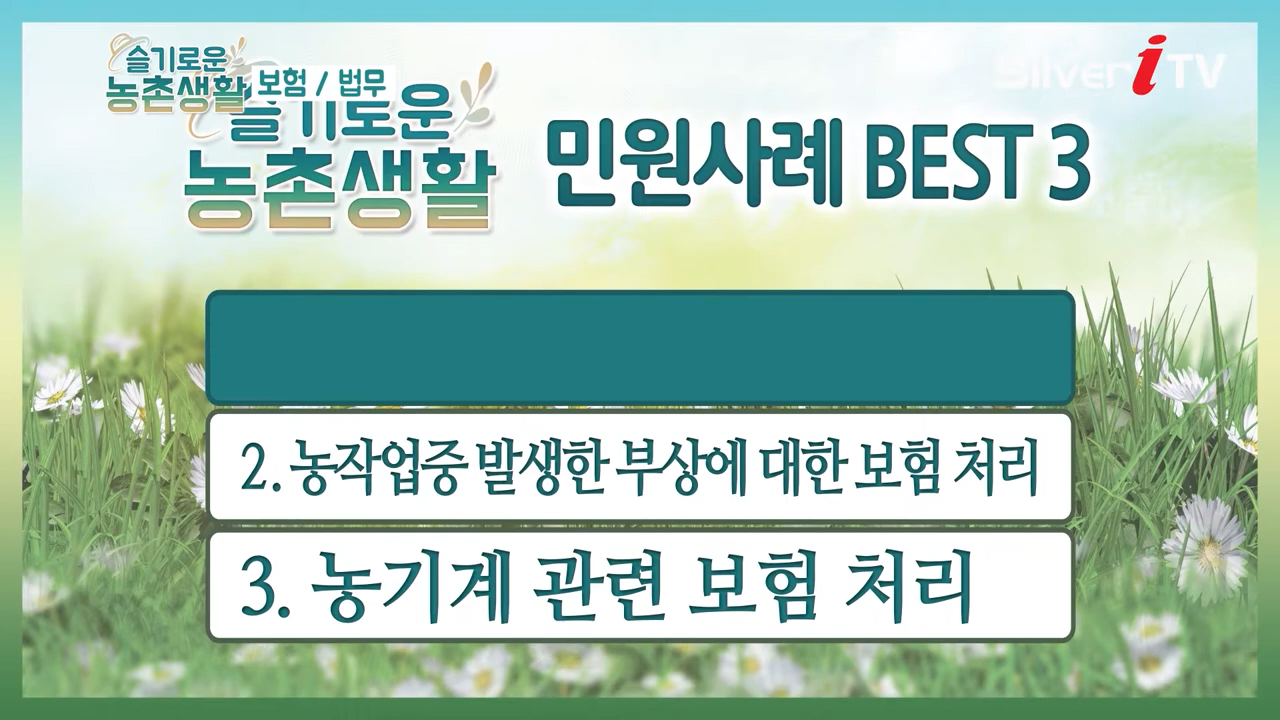 슬기로운
농촌생활 보험 / 법무
Silver i TV
슬기로운
농촌생활
민원사례 BEST 3
2. 농작업중 발생한 부상에 대한 보험 처리
3. 농기계 관련 보험 처리